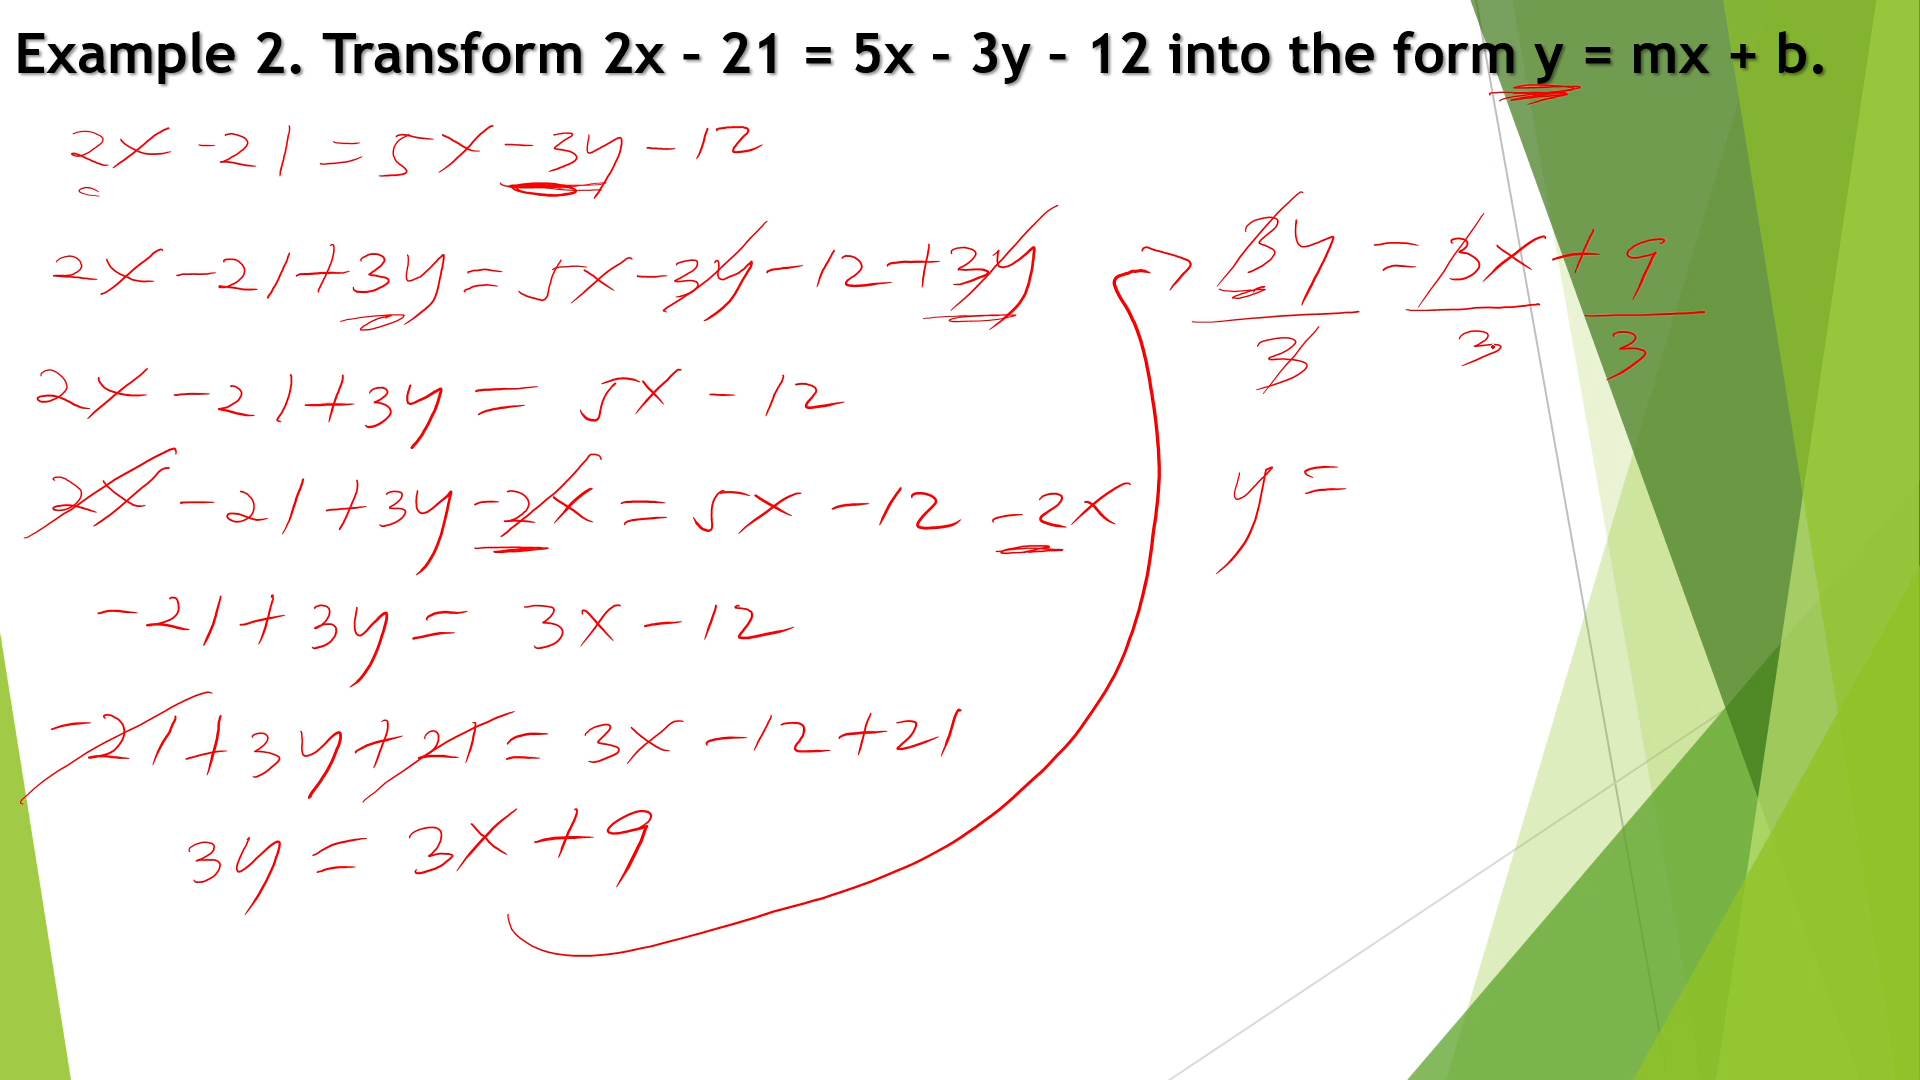 Example 2. Transform 2x – 21 = 5x – 3y – 12 into the form y = mx + b.
2x - 21 = 5x - 3y - 12
2x - 21 + 3y = 5x - 3y - 12 + 3y
2x - 21 + 3y = 5x - 12
2x - 21 + 3y - 2x = 5x - 12 - 2x
-21 + 3y = 3x - 12
-21 + 3y + 21 = 3x - 12 + 21
3y = 3x + 9
3y = 3x + 9
3 3 3
y =